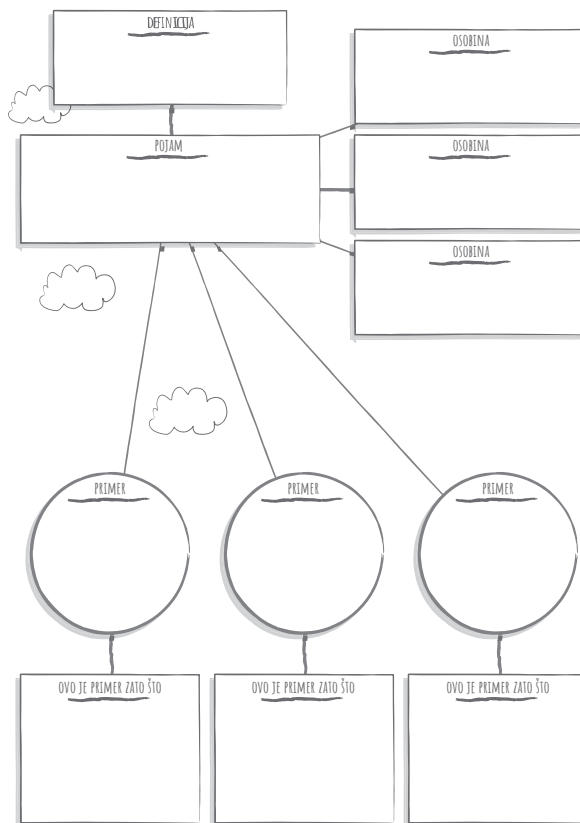 DEFINICIJA
OSOBINA
POJAM
OSOBINA
OSOBINA
PRIMER
PRIMER
PRIMER
OVO JE PRIMER ZATO ŠTO
OVO JE PRIMER ZATO ŠTO
OVO JE PRIMER ZATO ŠTO